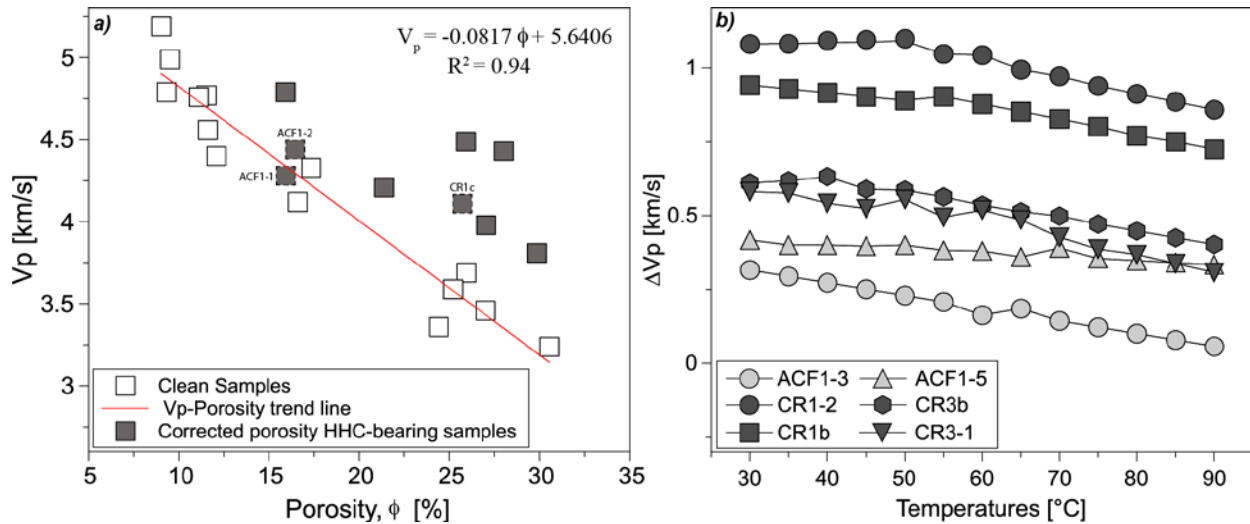 a)
V_p = -0.0817 ϕ + 5.6406
R² = 0.94
Vp [km/s]
5
4.5
4
3.5
3
ACF1-2
ACF1-1
CR1c
Clean Samples
Vp-Porosity trend line
Corrected porosity HHC-bearing samples
5 10 15 20 25 30 35
Porosity, ϕ [%]
b)
ΔVp [km/s]
1
0.5
0
ACF1-3 ACF1-5
CR1-2 CR3b
CR1b CR3-1
30 40 50 60 70 80 90
Temperatures [°C]